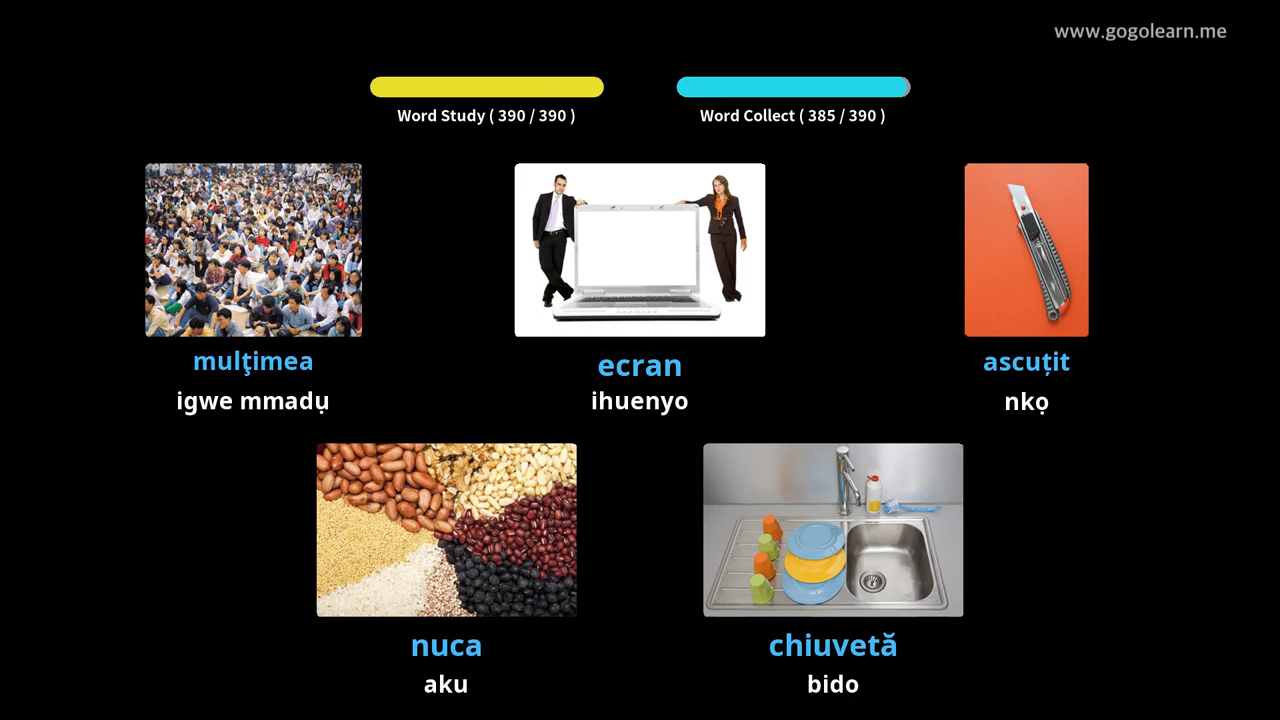 www.gogolearn.me
Word Study ( 390 / 390 )
Word Collect ( 385 / 390 )
mulţimea
igwe mmadụ
ecran
ihuenyo
ascuțit
nkọ
nuca
aku
chiuvetă
bido